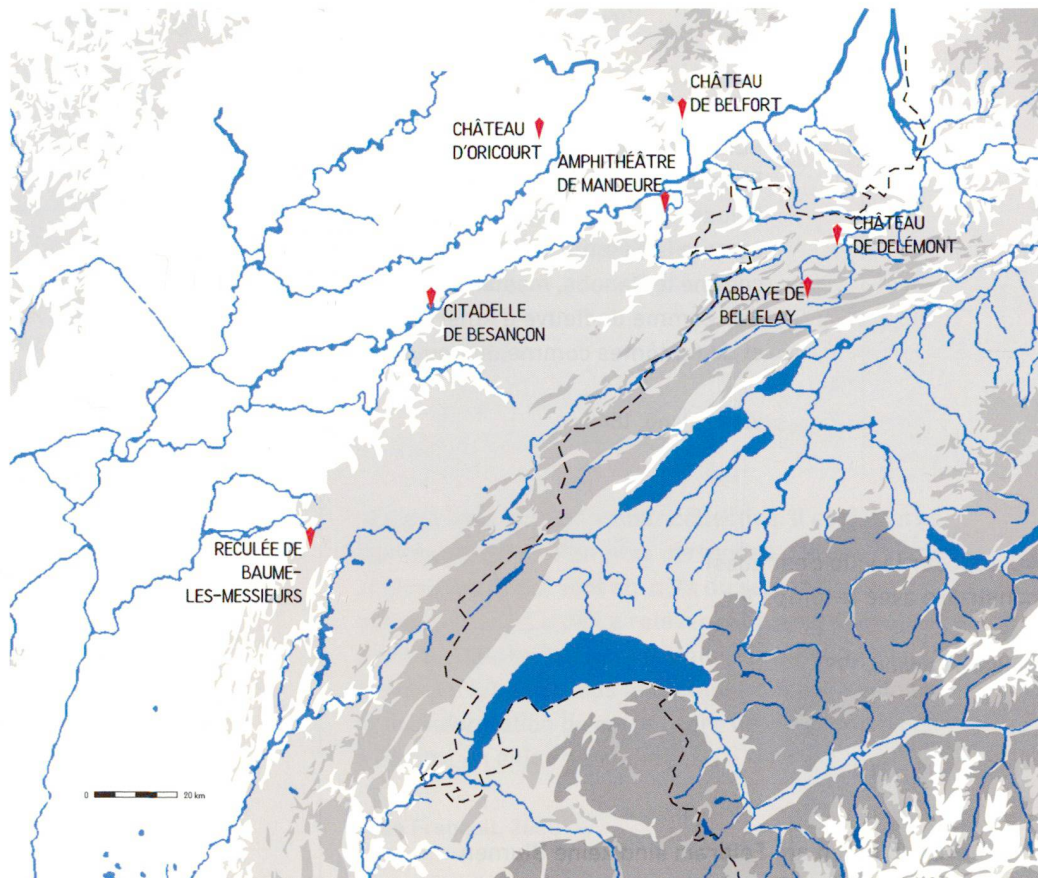 CHÂTEAU
DE BELFORT
CHÂTEAU
D'ORICOURT
AMPHITHÉÂTRE
DE MANDEURE
CHÂTEAU
DE DELÉMONT
ABBAYE DE
BELLELAY
CITADELLE
DE BESANÇON
RECULÉE DE
BAUME-
LES-MESSIEURS
0 20 km